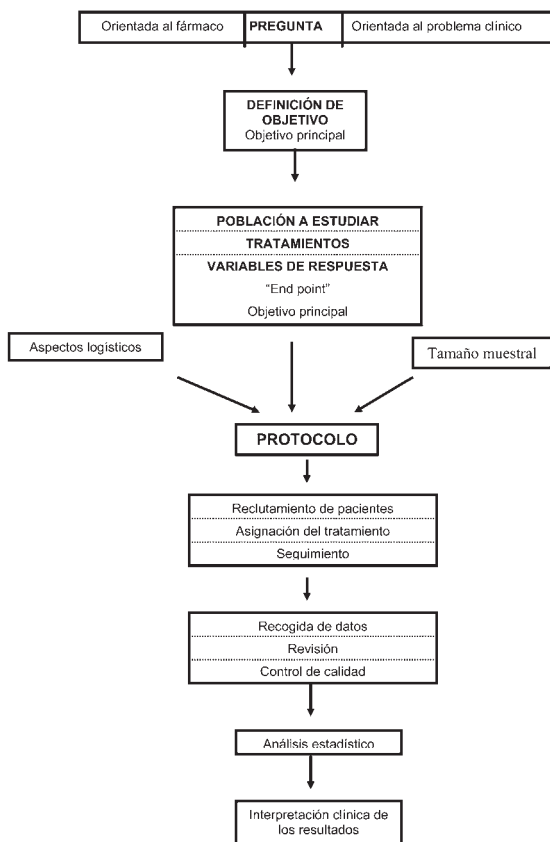 Orientada al fármaco PREGUNTA Orientada al problema clínico
DEFINICIÓN DE
OBJETIVO
Objetivo principal
POBLACIÓN A ESTUDIAR
TRATAMIENTOS
VARIABLES DE RESPUESTA
“End point”
Objetivo principal
Aspectos logísticos
Tamaño muestral
PROTOCOLO
Reclutamiento de pacientes
Asignación del tratamiento
Seguimiento
Recogida de datos
Revisión
Control de calidad
Análisis estadístico
Interpretación clínica de
los resultados